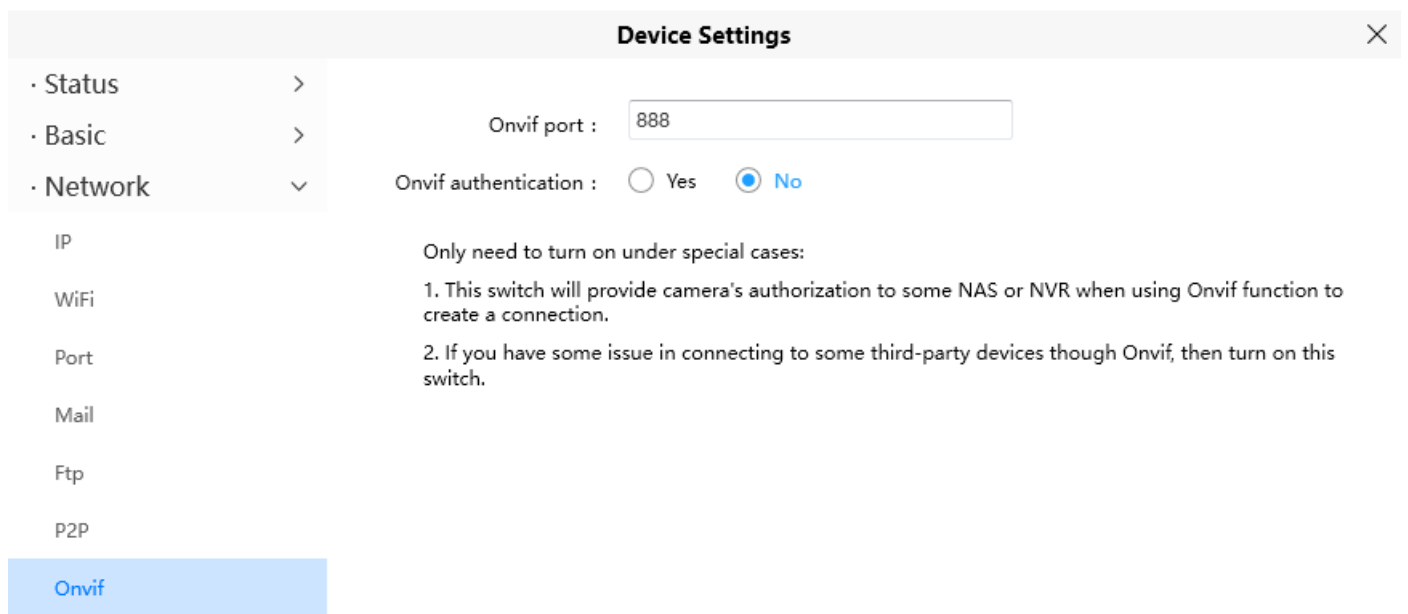 Device Settings
· Status
· Basic
· Network
IP
WiFi
Port
Mail
Ftp
P2P
Onvif
Onvif port :
888
Onvif authentication :
Yes
No
Only need to turn on under special cases:
1. This switch will provide camera's authorization to some NAS or NVR when using Onvif function to
create a connection.
2. If you have some issue in connecting to some third-party devices though Onvif, then turn on this
switch.